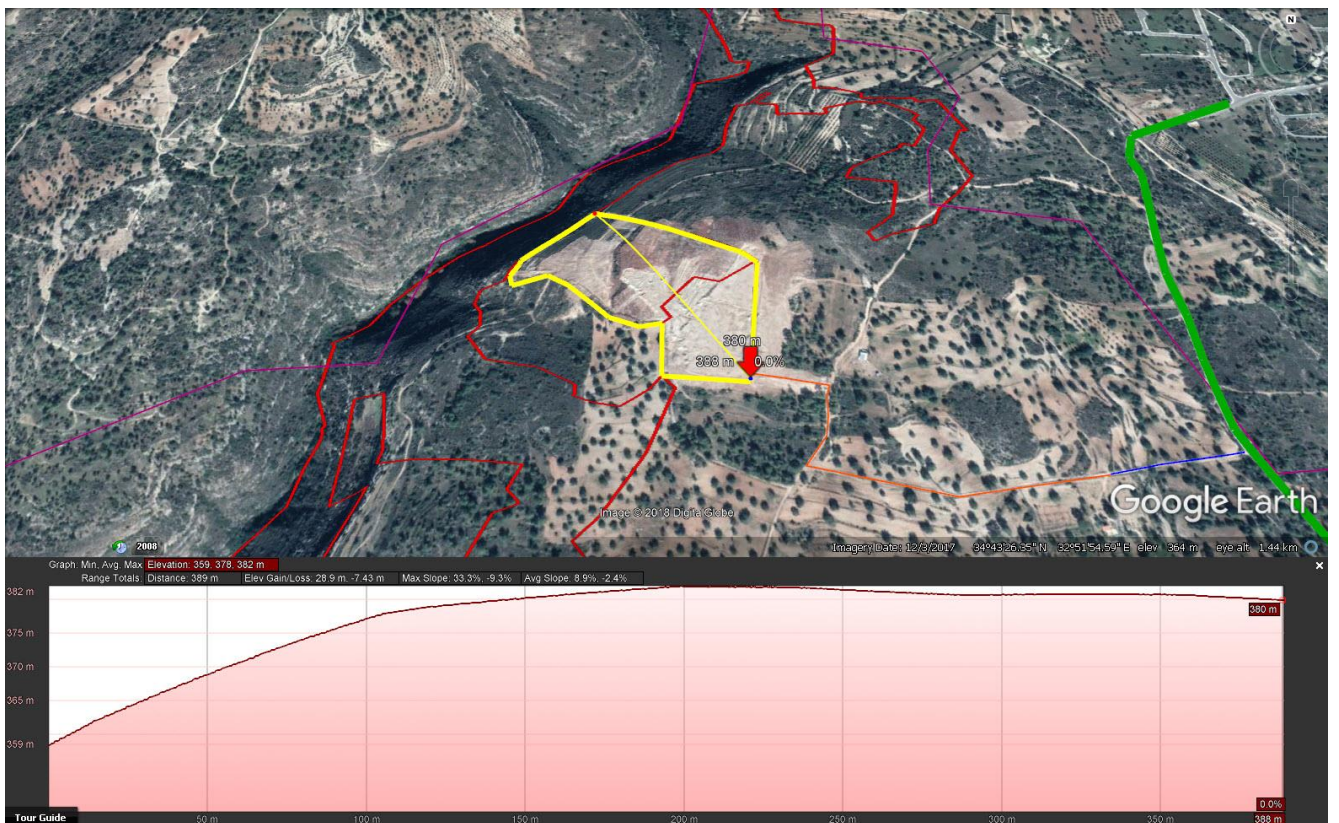 N
380 m
388 m 0.0%
Google Earth
Image © 2018 Digital Globe
2008
Imagery Date: 12/3/2017 34°43'26.35" N 32°51'54.59" E elev 364 m eye alt 1.44 km
Graph: Min, Avg, Max Elevation: 359, 378, 382 m
Range Totals: Distance: 389 m Elev Gain/Loss: 28.9 m, -7.43 m Max Slope: 33.3%, -9.3% Avg Slope: 8.9%, -2.4%
382 m
380 m
375 m
370 m
365 m
359 m
0.0%
Tour Guide 50 m 100 m 150 m 200 m 250 m 300 m 350 m 388 m